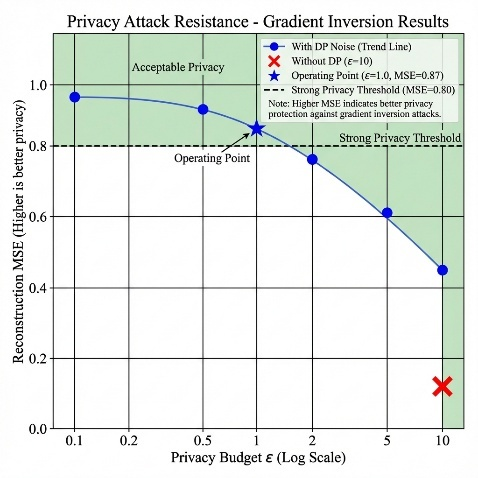 Privacy Attack Resistance - Gradient Inversion Results
With DP Noise (Trend Line)
Without DP (ε=10)
Operating Point (ε=1.0, MSE=0.87)
Strong Privacy Threshold (MSE=0.80)
Note: Higher MSE indicates better privacy
protection against gradient inversion attacks.
Acceptable Privacy
Strong Privacy Threshold
Operating Point
Reconstruction MSE (Higher is better privacy)
1.0
0.8
0.6
0.4
0.2
0.0
0.1 0.2 0.5 1 2 5 10
Privacy Budget ε (Log Scale)